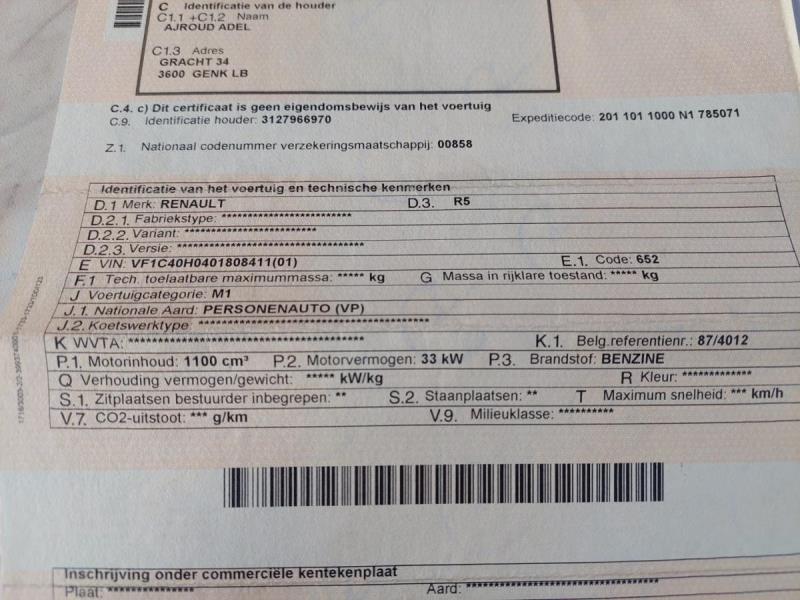 C Identificatie van de houder
C1.1 +C1.2 Naam
AJROUD ADEL
C1.3 Adres
GRACHT 34
3600 GENK LB
C.4. c) Dit certificaat is geen eigendomsbewijs van het voertuig
C.9. Identificatie houder: 3127966970 Expeditiecode: 201 101 1000 N1 785071
Z.1. Nationaal codenummer verzekeringsmaatschappij: 00858
Identificatie van het voertuig en technische kenmerken
D.1 Merk: RENAULT D.3. R5
D.2.1. Fabriekstype: ************************
D.2.2. Variant: ************************
D.2.3. Versie: ***********************************
E VIN: VF1C40H0401808411(01) E.1. Code: 652
F.1 Tech. toelaatbare maximummassa: ***** kg G Massa in rijklare toestand: ***** kg
J Voertuigcategorie: M1
J.1. Nationale Aard: PERSONENAUTO (VP)
J.2. Koetswerktype: ******************************************
K WVTA: ******************************************* K.1. Belg.referentienr.: 87/4012
P.1. Motorinhoud: 1100 cm³ P.2. Motorvermogen: 33 kW P.3. Brandstof: BENZINE
Q Verhouding vermogen/gewicht: ***** kW/kg R Kleur: *************
S.1. Zitplaatsen bestuurder inbegrepen: ** S.2. Staanplaatsen: ** T Maximum snelheid: *** km/h
V.7. CO2-uitstoot: *** g/km V.9. Milieuklasse: **********
Inschrijving onder commerciële kentekenplaat
Plaat: *************** Aard: ***********************************